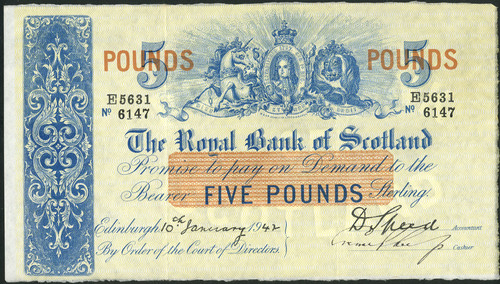 5 POUNDS 5 POUNDS
E5631 E5631
No 6147 No 6147
The Royal Bank of Scotland
Promise to pay on Demand to the
Bearer FIVE POUNDS Sterling.
Edinburgh 10th January 1942 D Speed Accountant
By Order of the Court of Directors. Cashier